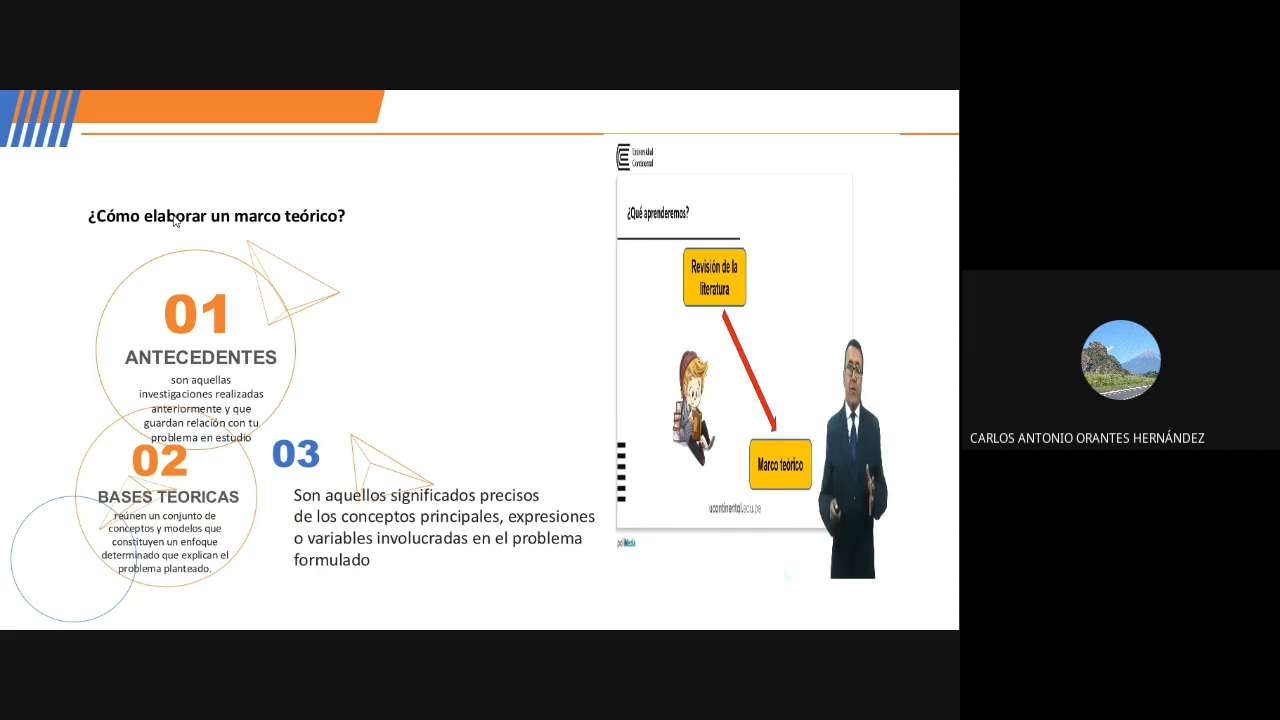 ¿Cómo elaborar un marco teórico?
01
ANTECEDENTES
son aquellas
investigaciones realizadas
anteriormente y que
guardan relación con tu
problema en estudio
02
BASES TEORICAS
reúnen un conjunto de
conceptos y modelos que
constituyen un enfoque
determinado que explican el
problema planteado.
03
Son aquellos significados precisos
de los conceptos principales, expresiones
o variables involucradas en el problema
formulado
Universidad
Continental
¿Qué aprenderemos?
Revisión de la
literatura
Marco teórico
ucontinental.edu.pe
poliMedia
CARLOS ANTONIO ORANTES HERNÁNDEZ